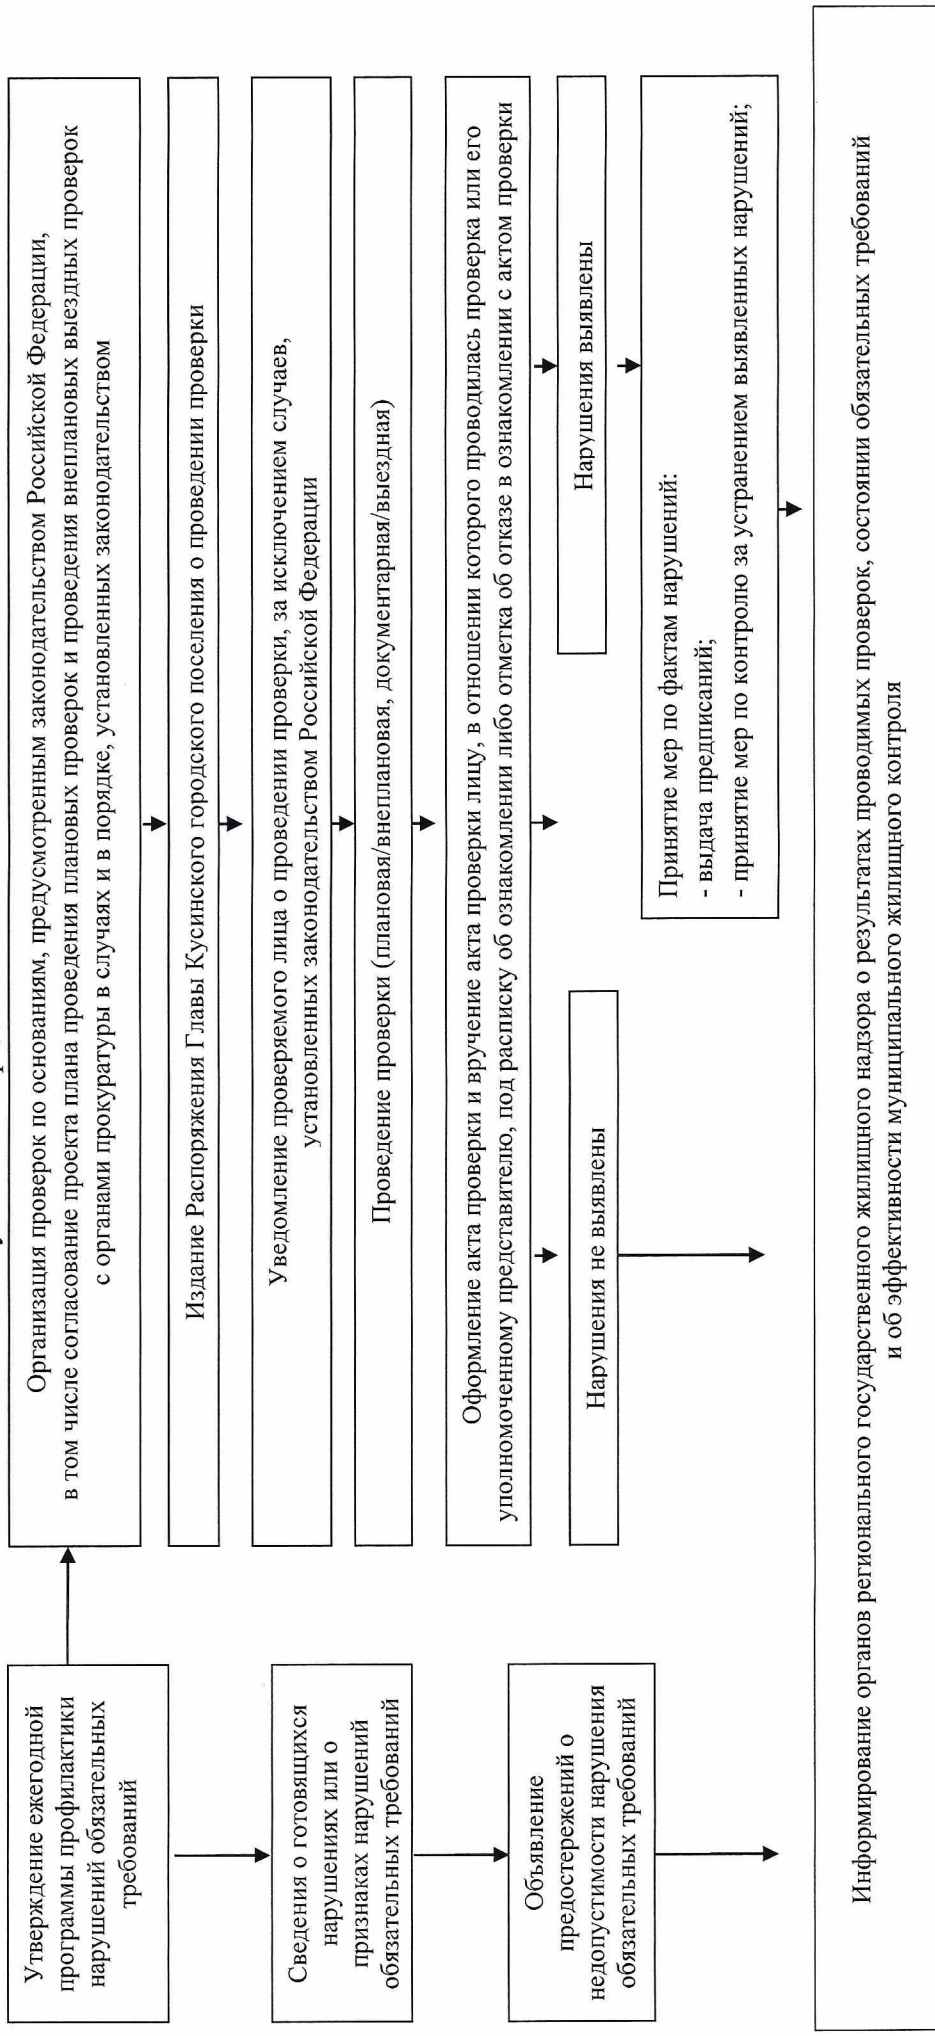 Утверждение ежегодной
программы профилактики
нарушений обязательных
требований
Сведения о готовящихся
нарушениях или о
признаках нарушений
обязательных требований
Объявление
предостережений о
недопустимости нарушения
обязательных требований
Организация проверок по основаниям, предусмотренным законодательством Российской Федерации,
в том числе согласование проекта плана проведения плановых проверок и проведения внеплановых выездных проверок
с органами прокуратуры в случаях и в порядке, установленных законодательством
Издание Распоряжения Главы Кусинского городского поселения о проведении проверки
Уведомление проверяемого лица о проведении проверки, за исключением случаев,
установленных законодательством Российской Федерации
Проведение проверки (плановая/внеплановая, документарная/выездная)
Оформление акта проверки и вручение акта проверки лицу, в отношении которого проводилась проверка или его
уполномоченному представителю, под расписку об ознакомлении либо отметка об отказе в ознакомлении с актом проверки
Нарушения не выявлены
Нарушения выявлены
Принятие мер по фактам нарушений:
- выдача предписаний;
- принятие мер по контролю за устранением выявленных нарушений;
Информирование органов регионального государственного жилищного надзора о результатах проводимых проверок, состоянии обязательных требований
и об эффективности муниципального жилищного контроля